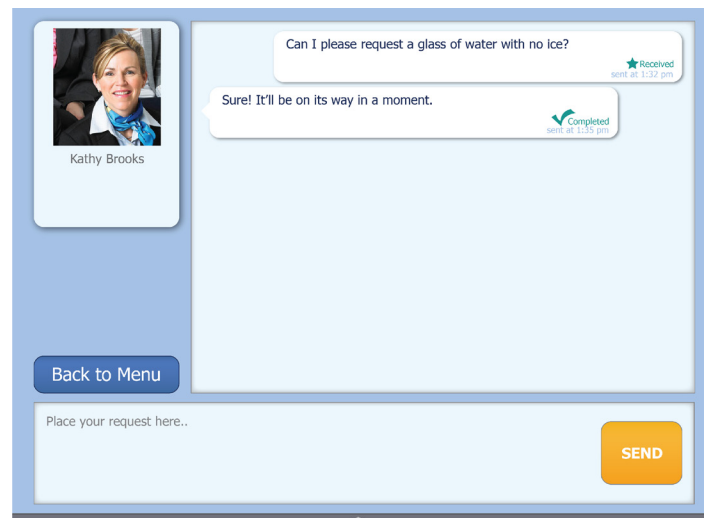 Can I please request a glass of water with no ice?
Received
sent at 1:32 pm
Sure! It'll be on its way in a moment.
Completed
sent at 1:35 pm
Kathy Brooks
Back to Menu
Place your request here..
SEND